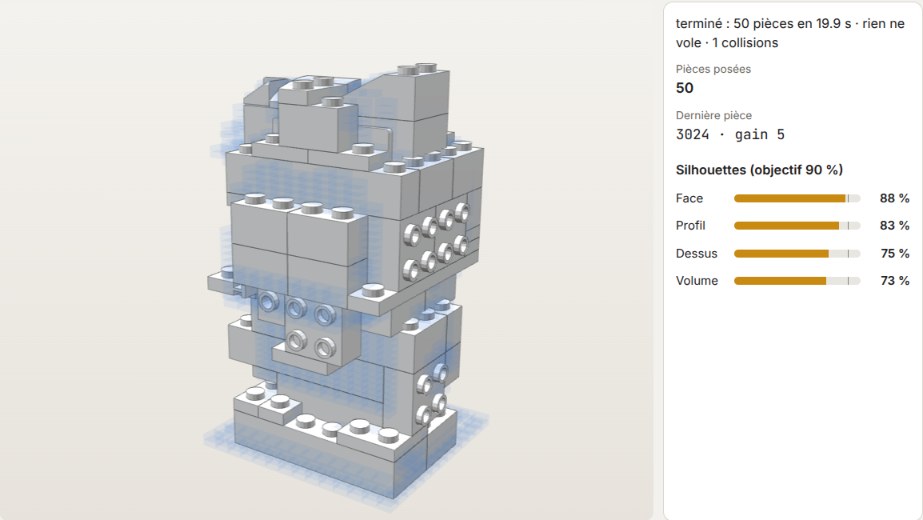 terminé : 50 pièces en 19.9 s · rien ne
vole · 1 collisions
Pièces posées
50
Dernière pièce
3024 · gain 5
Silhouettes (objectif 90 %)
Face 88 %
Profil 83 %
Dessus 75 %
Volume 73 %